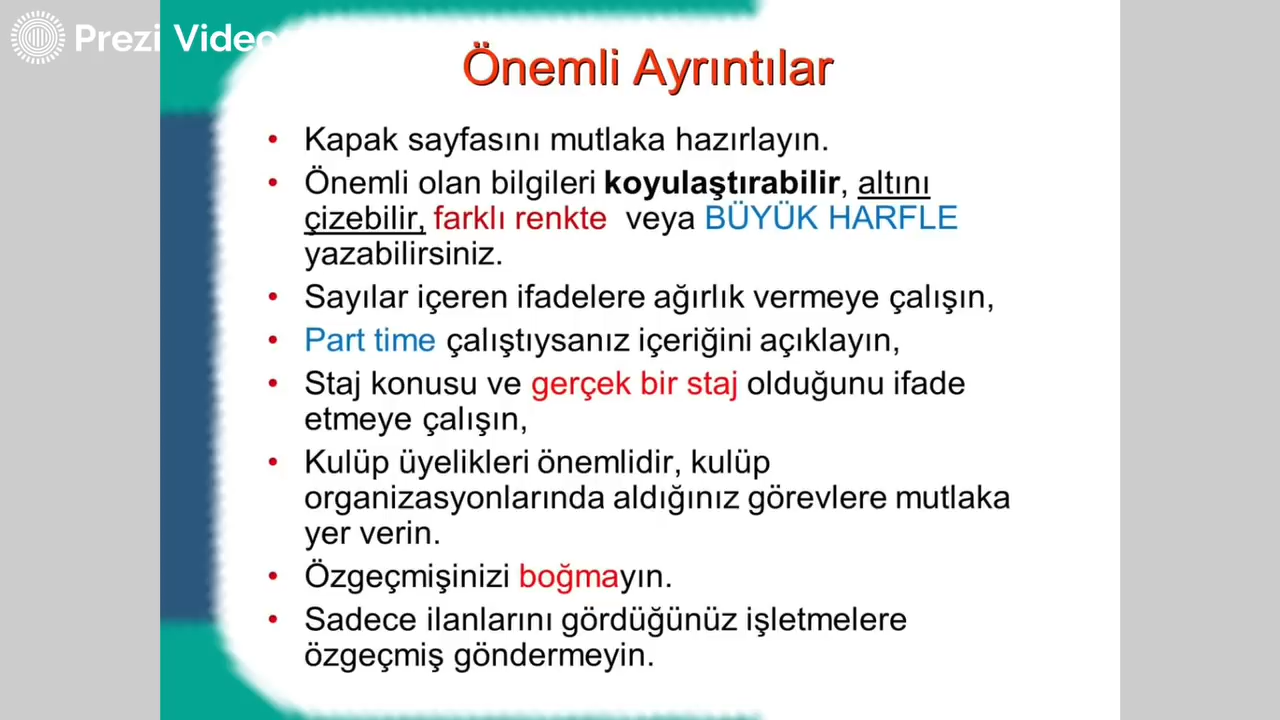 Prezi Video
Önemli Ayrıntılar
• Kapak sayfasını mutlaka hazırlayın.
• Önemli olan bilgileri koyulaştırabilir, altını
çizebilir, farklı renkte veya BÜYÜK HARFLE
yazabilirsiniz.
• Sayılar içeren ifadelere ağırlık vermeye çalışın,
• Part time çalıştıysanız içeriğini açıklayın,
• Staj konusu ve gerçek bir staj olduğunu ifade
etmeye çalışın,
• Kulüp üyelikleri önemlidir, kulüp
organizasyonlarında aldığınız görevlere mutlaka
yer verin.
• Özgeçmişinizi boğmayın.
• Sadece ilanlarını gördüğünüz işletmelere
özgeçmiş göndermeyin.